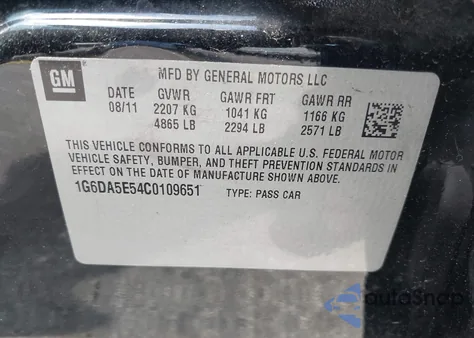 GM
MFD BY GENERAL MOTORS LLC
DATE GVWR GAWR FRT GAWR RR
08/11 2207 KG 1041 KG 1166 KG
4865 LB 2294 LB 2571 LB
THIS VEHICLE CONFORMS TO ALL APPLICABLE U.S. FEDERAL MOTOR
VEHICLE SAFETY, BUMPER, AND THEFT PREVENTION STANDARDS IN
EFFECT ON THE DATE OF MANUFACTURE SHOWN ABOVE.
1G6DA5E54C0109651 TYPE: PASS CAR
autoSnap